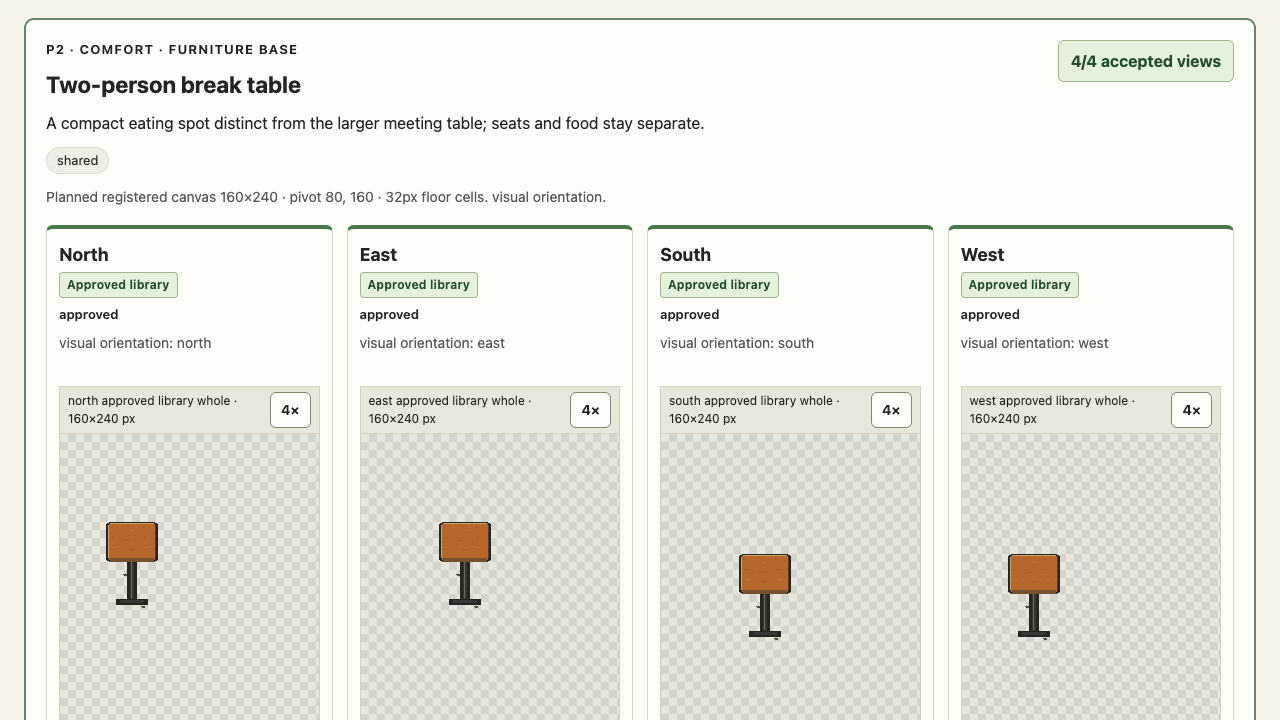 P2 · COMFORT · FURNITURE BASE
4/4 accepted views
Two-person break table
A compact eating spot distinct from the larger meeting table; seats and food stay separate.
shared
Planned registered canvas 160×240 · pivot 80, 160 · 32px floor cells. visual orientation.
North
Approved library
approved
visual orientation: north
north approved library whole ·
160×240 px
4×
East
Approved library
approved
visual orientation: east
east approved library whole ·
160×240 px
4×
South
Approved library
approved
visual orientation: south
south approved library whole ·
160×240 px
4×
West
Approved library
approved
visual orientation: west
west approved library whole ·
160×240 px
4×